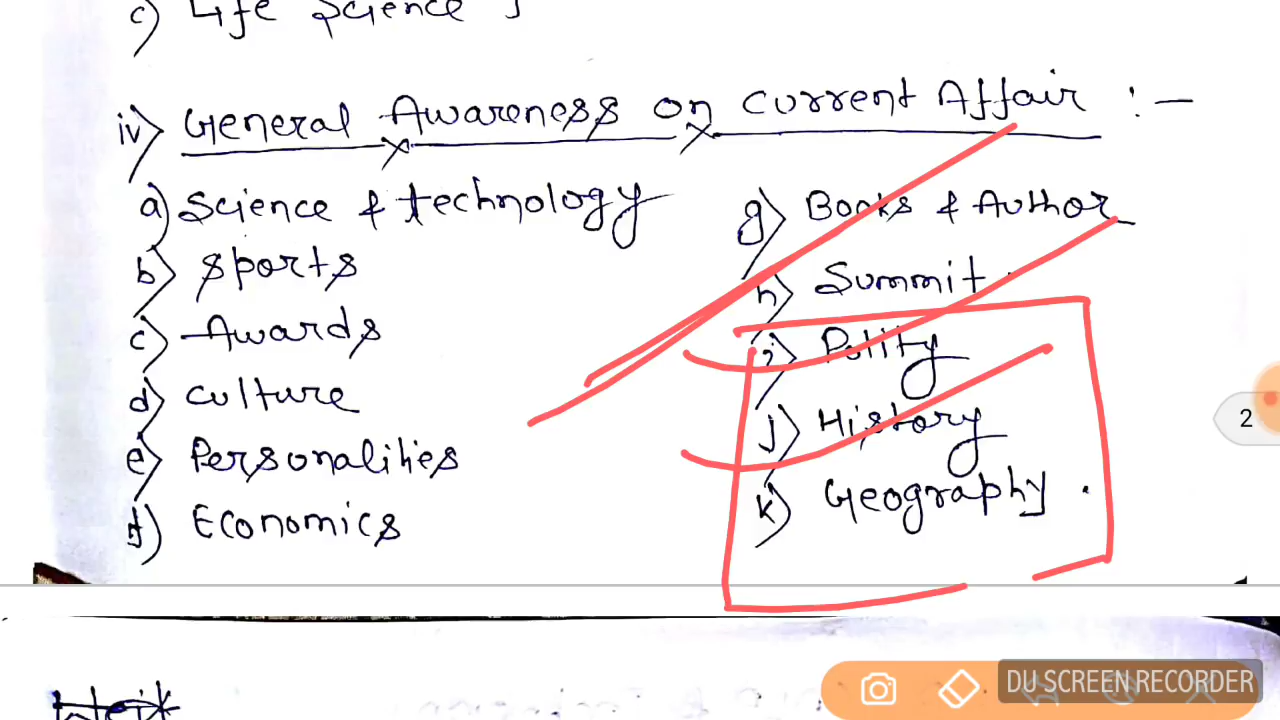 c) Life Science }
iv) General Awareness on Current Affair :-
a) Science & technology
b) Sports
c) Awards
d) Culture
e) Personalities
f) Economics
g) Books & Author
h) Summit
i) Polity
j) History
k) Geography .
2
DU SCREEN RECORDER